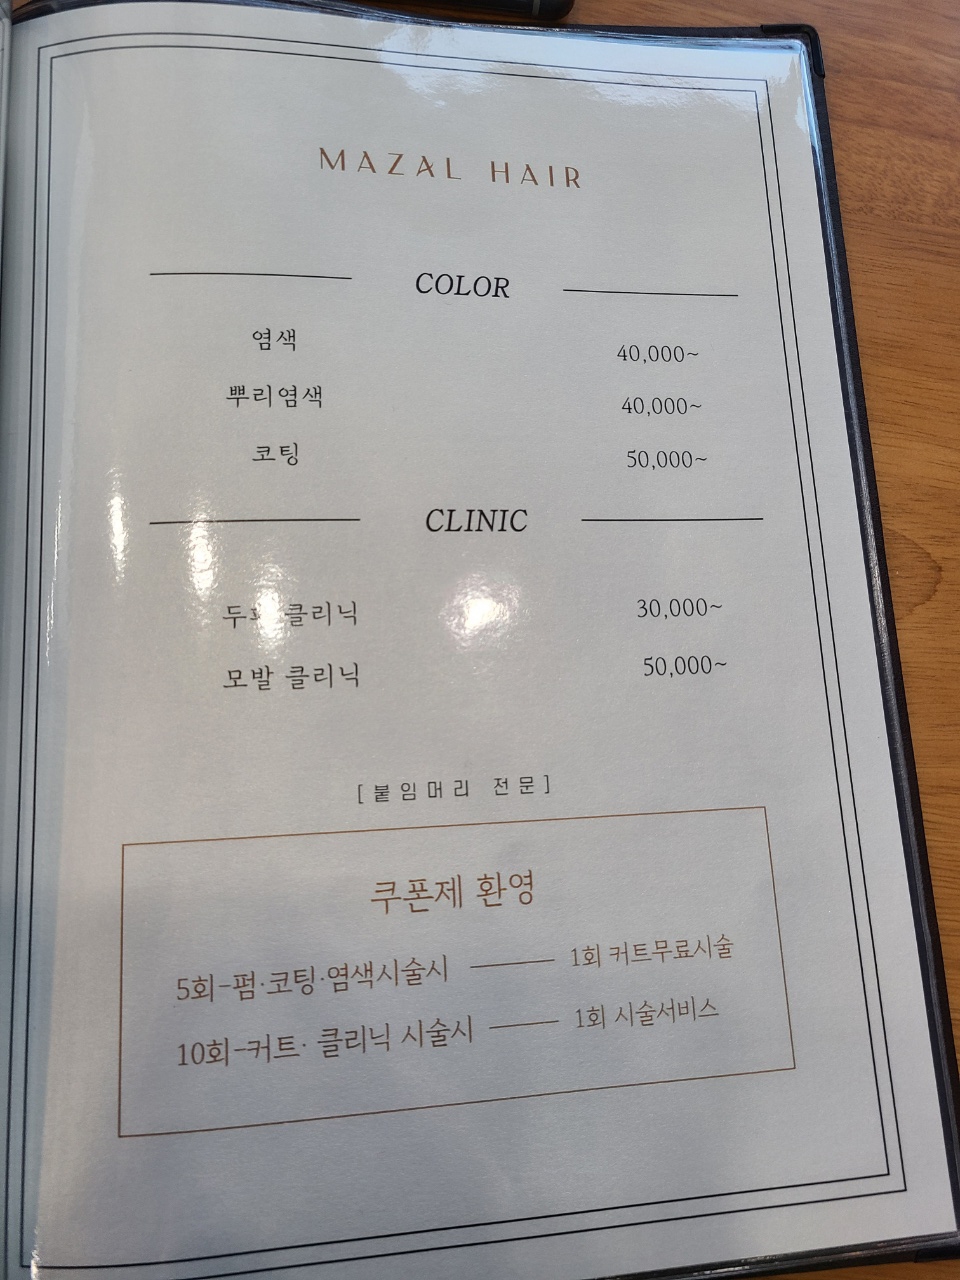 MAZAL HAIR
COLOR
염색 40,000~
뿌리염색 40,000~
코팅 50,000~
CLINIC
두피 클리닉 30,000~
모발 클리닉 50,000~
[붙임머리 전문]
쿠폰제 환영
5회-펌·코팅·염색시술시 1회 커트무료시술
10회-커트· 클리닉 시술시 1회 시술서비스